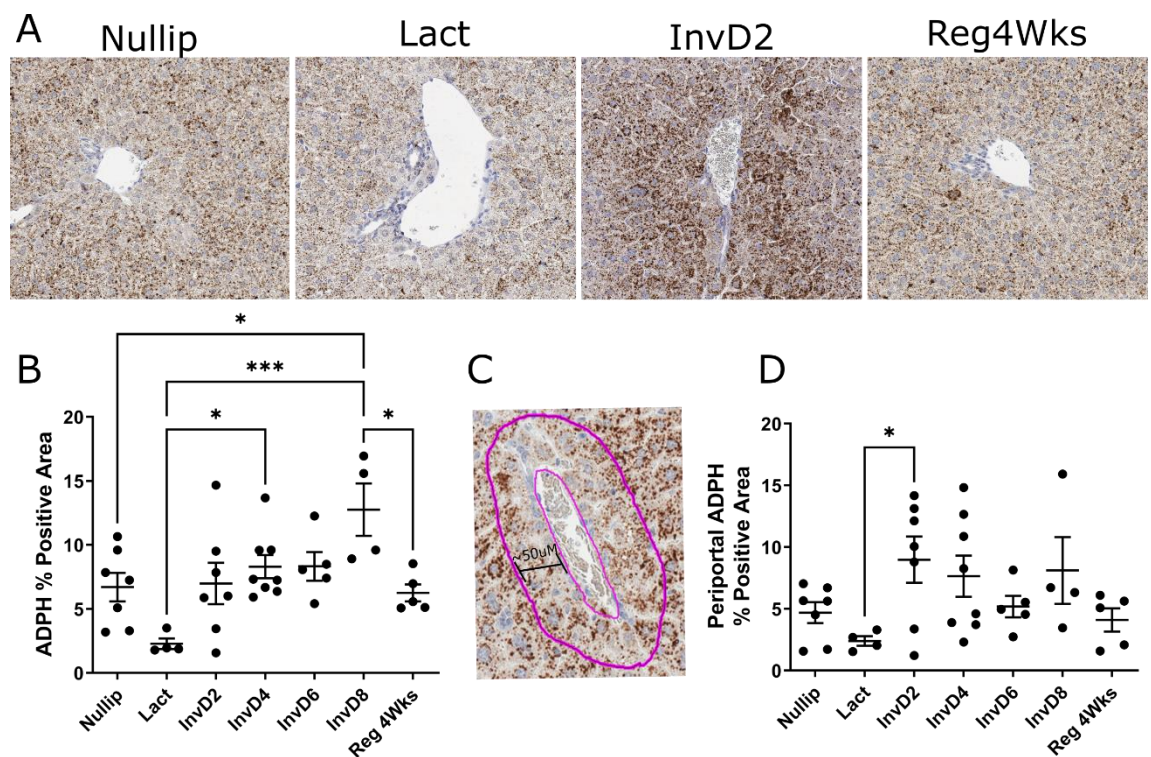 A
Nullip Lact InvD2 Reg4Wks
B
*
***
*
*
ADPH % Positive Area
20
15
10
5
0
Nullip
Lact
InvD2
InvD4
InvD6
InvD8
Reg 4Wks
C
~50uM
D
*
Periportal ADPH
% Positive Area
20
15
10
5
0
Nullip
Lact
InvD2
InvD4
InvD6
InvD8
Reg 4Wks